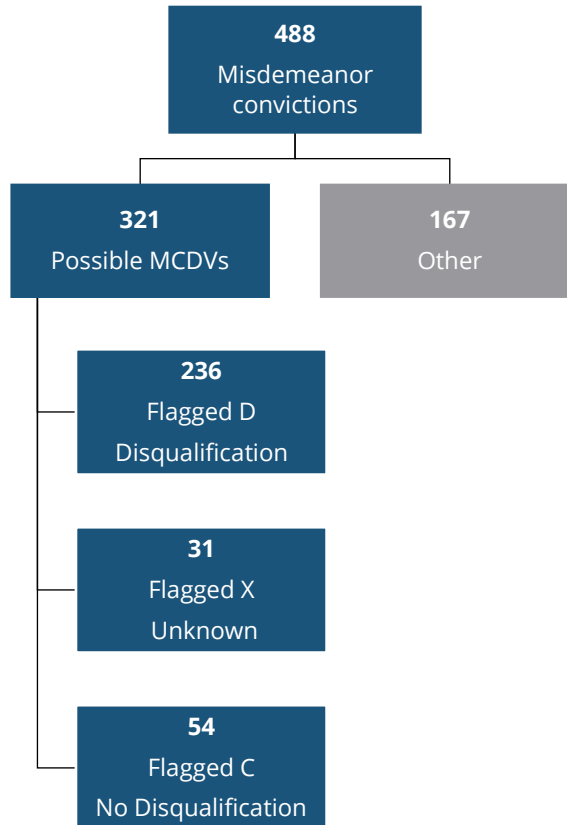 488
Misdemeanor
convictions
321
Possible MCDVs
167
Other
236
Flagged D
Disqualification
31
Flagged X
Unknown
54
Flagged C
No Disqualification